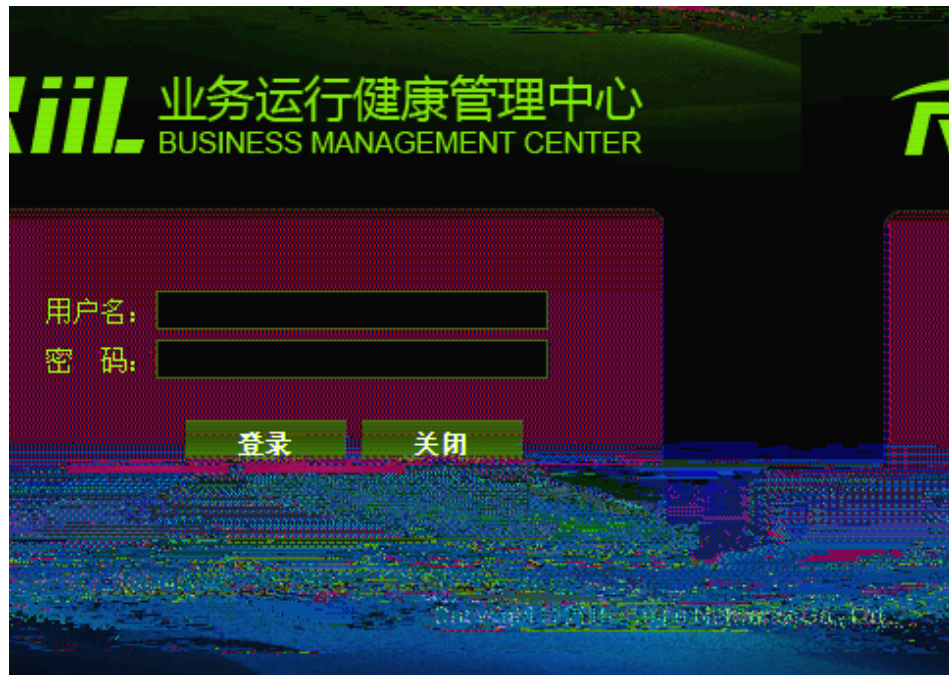 RiiL 业务运行健康管理中心
BUSINESS MANAGEMENT CENTER
用户名：
密 码：
登录 关闭